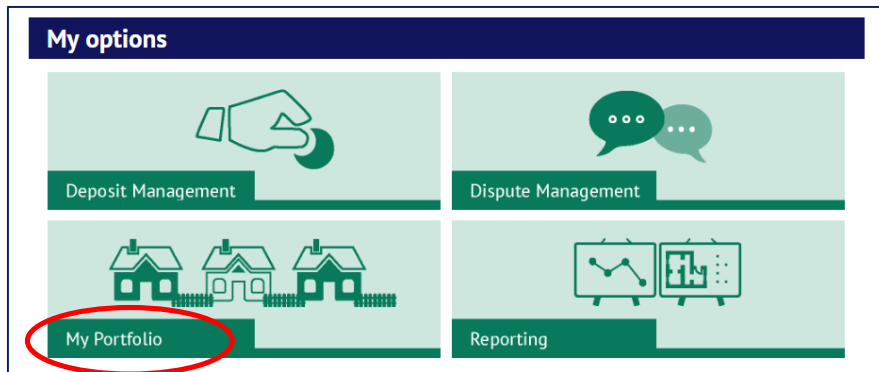 My options
Deposit Management
Dispute Management
My Portfolio
Reporting